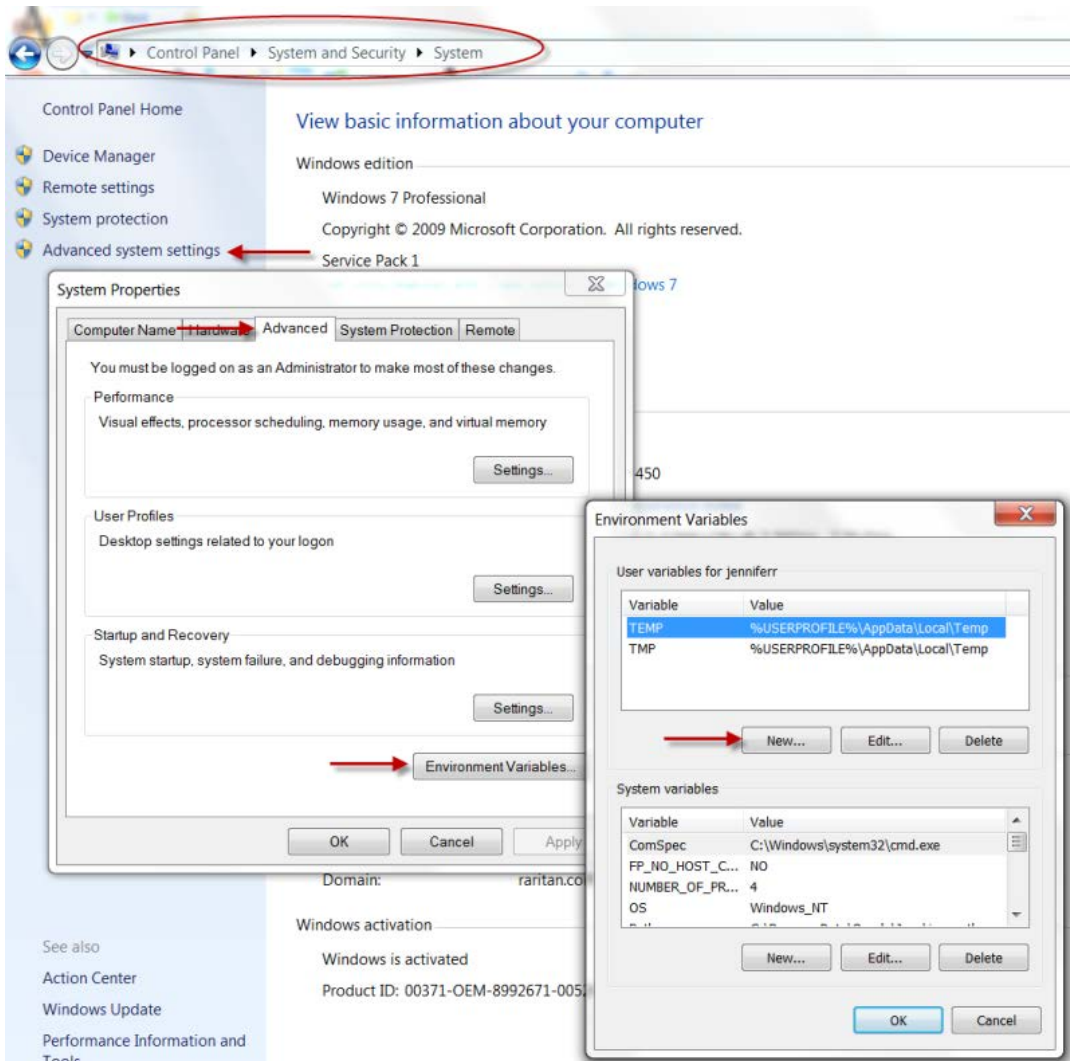 Control Panel ▸ System and Security ▸ System
Control Panel Home
Device Manager
Remote settings
System protection
Advanced system settings
View basic information about your computer
Windows edition
Windows 7 Professional
Copyright © 2009 Microsoft Corporation. All rights reserved.
Service Pack 1
dows 7
System Properties
Computer Name Hardware Advanced System Protection Remote
You must be logged on as an Administrator to make most of these changes.
Performance
Visual effects, processor scheduling, memory usage, and virtual memory
Settings...
450
User Profiles
Desktop settings related to your logon
Settings...
Startup and Recovery
System startup, system failure, and debugging information
Settings...
Environment Variables...
OK Cancel Apply
Environment Variables
User variables for jenniferr
Variable Value
TEMP %USERPROFILE%\AppData\Local\Temp
TMP %USERPROFILE%\AppData\Local\Temp
New... Edit... Delete
System variables
Variable Value
ComSpec C:\Windows\system32\cmd.exe
FP_NO_HOST_C... NO
NUMBER_OF_PR... 4
OS Windows_NT
New... Edit... Delete
OK Cancel
Domain: raritan.co
Windows activation
Windows is activated
Product ID: 00371-OEM-8992671-0052
See also
Action Center
Windows Update
Performance Information and
Tools